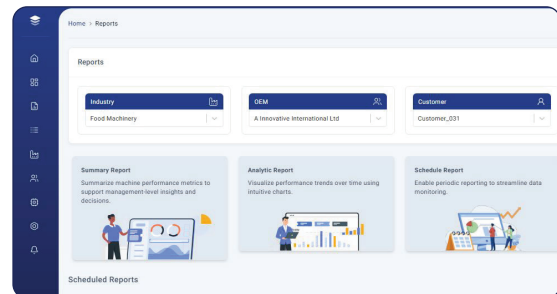 Home > Reports
Reports
Industry
Food Machinery
OEM
A Innovative International Ltd
Customer
Customer_031
Summary Report
Summarize machine performance metrics to
support management-level insights and
decisions.
Analytic Report
Visualize performance trends over time using
intuitive charts.
Schedule Report
Enable periodic reporting to streamline data
monitoring.
Scheduled Reports